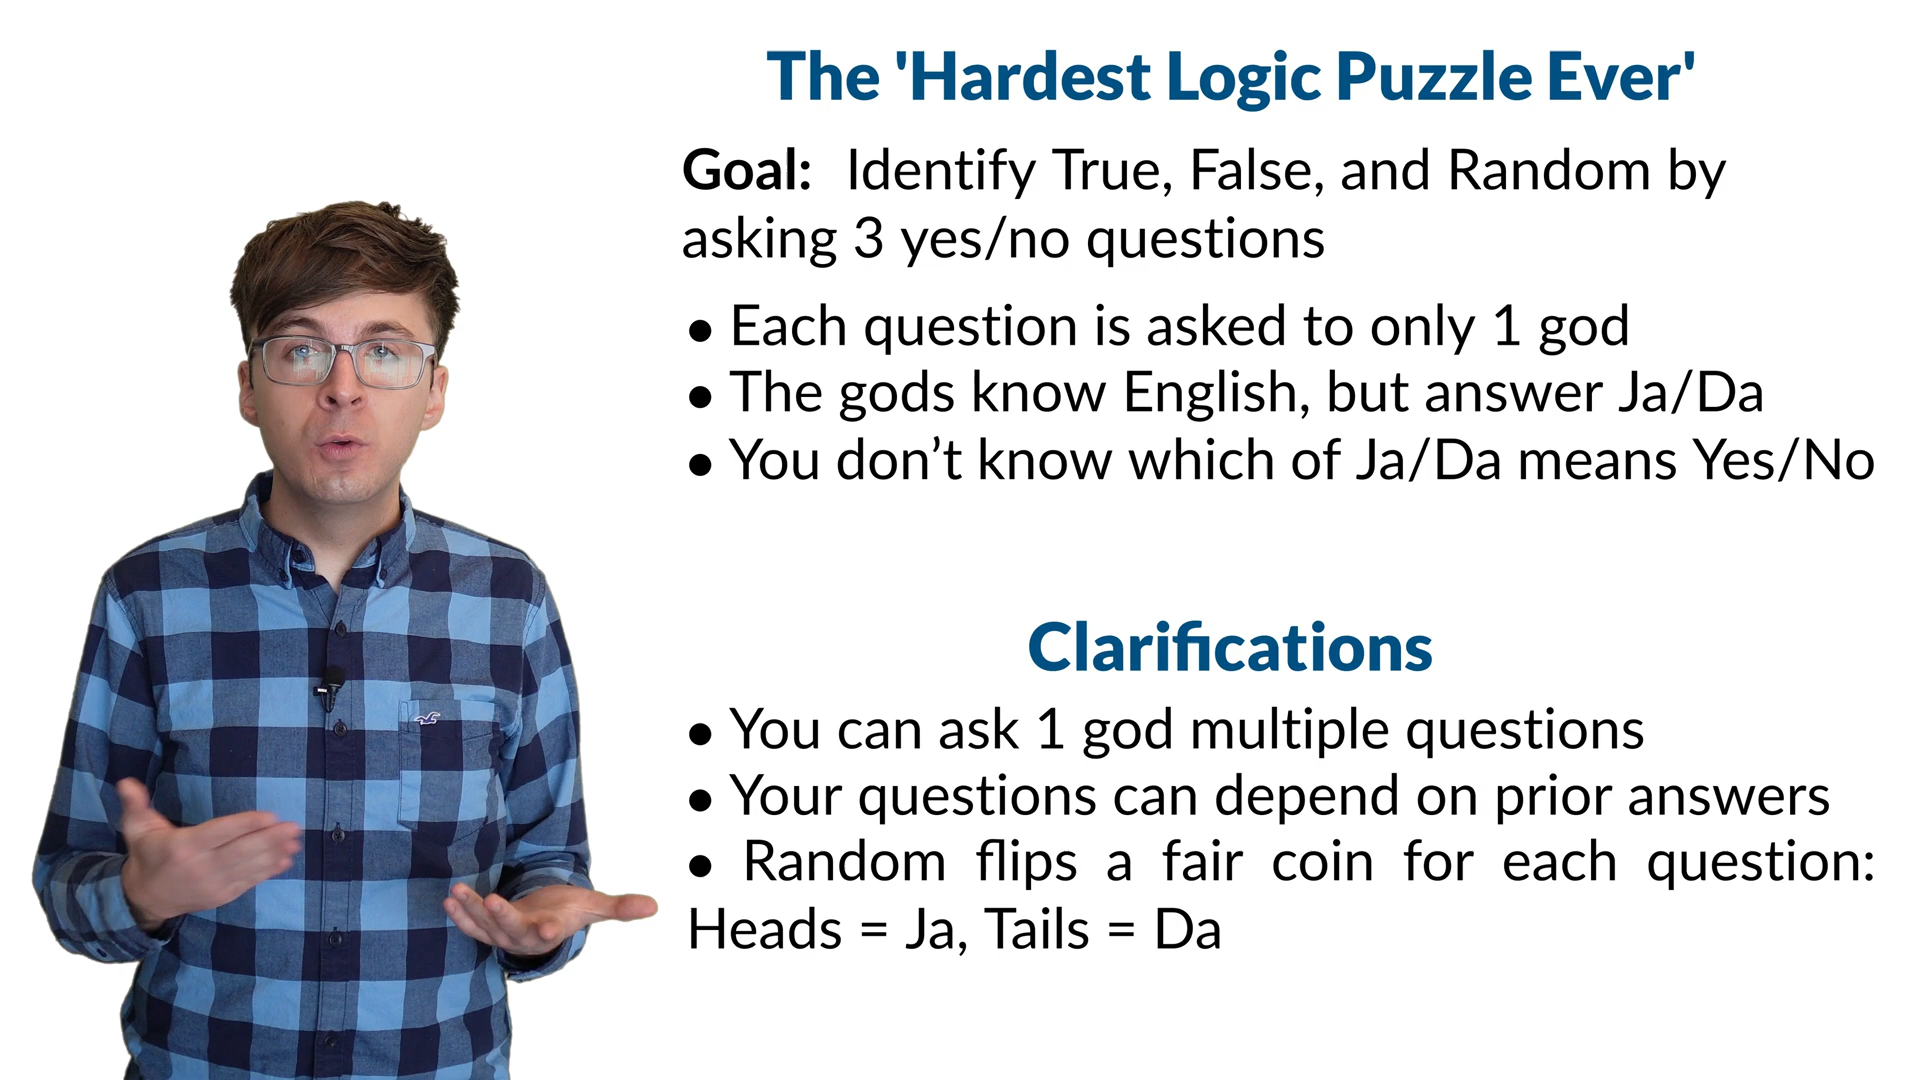 The 'Hardest Logic Puzzle Ever'
Goal: Identify True, False, and Random by
asking 3 yes/no questions
● Each question is asked to only 1 god
● The gods know English, but answer Ja/Da
● You don’t know which of Ja/Da means Yes/No
Clarifications
● You can ask 1 god multiple questions
● Your questions can depend on prior answers
● Random flips a fair coin for each question:
Heads = Ja, Tails = Da